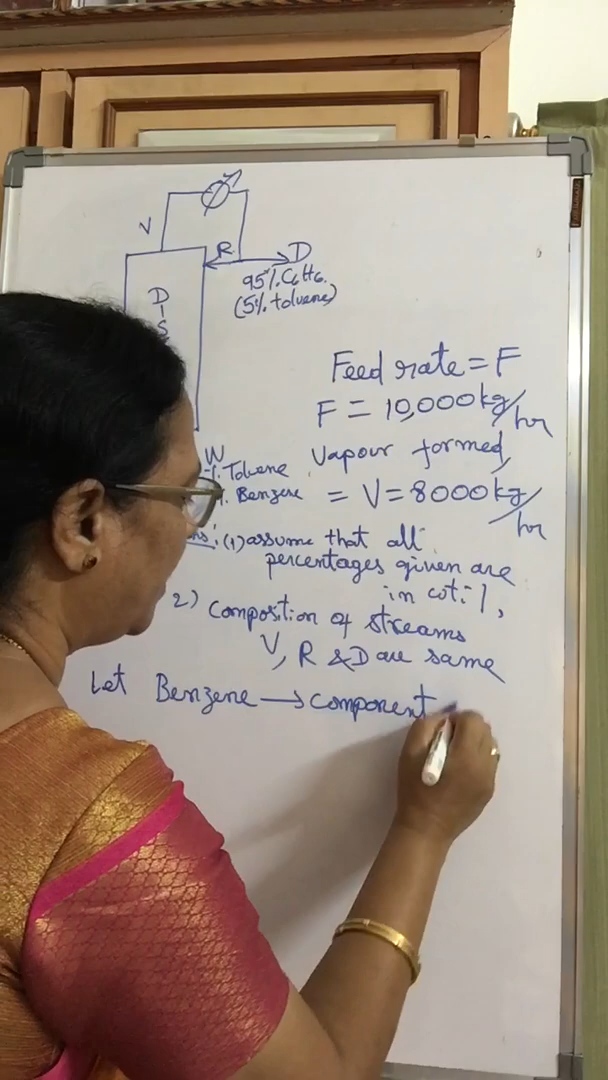 V
R
D
95% C6H6.
(5% toluene)
D
I
S
Feed rate = F
F = 10,000 kg/hr
W
% Toluene
% Benzene
Vapour formed
= V = 8000 kg/hr
(1) assume that all
percentages given are
in wt. %,
2) Composition of streams
V, R & D are same
Let Benzene → component